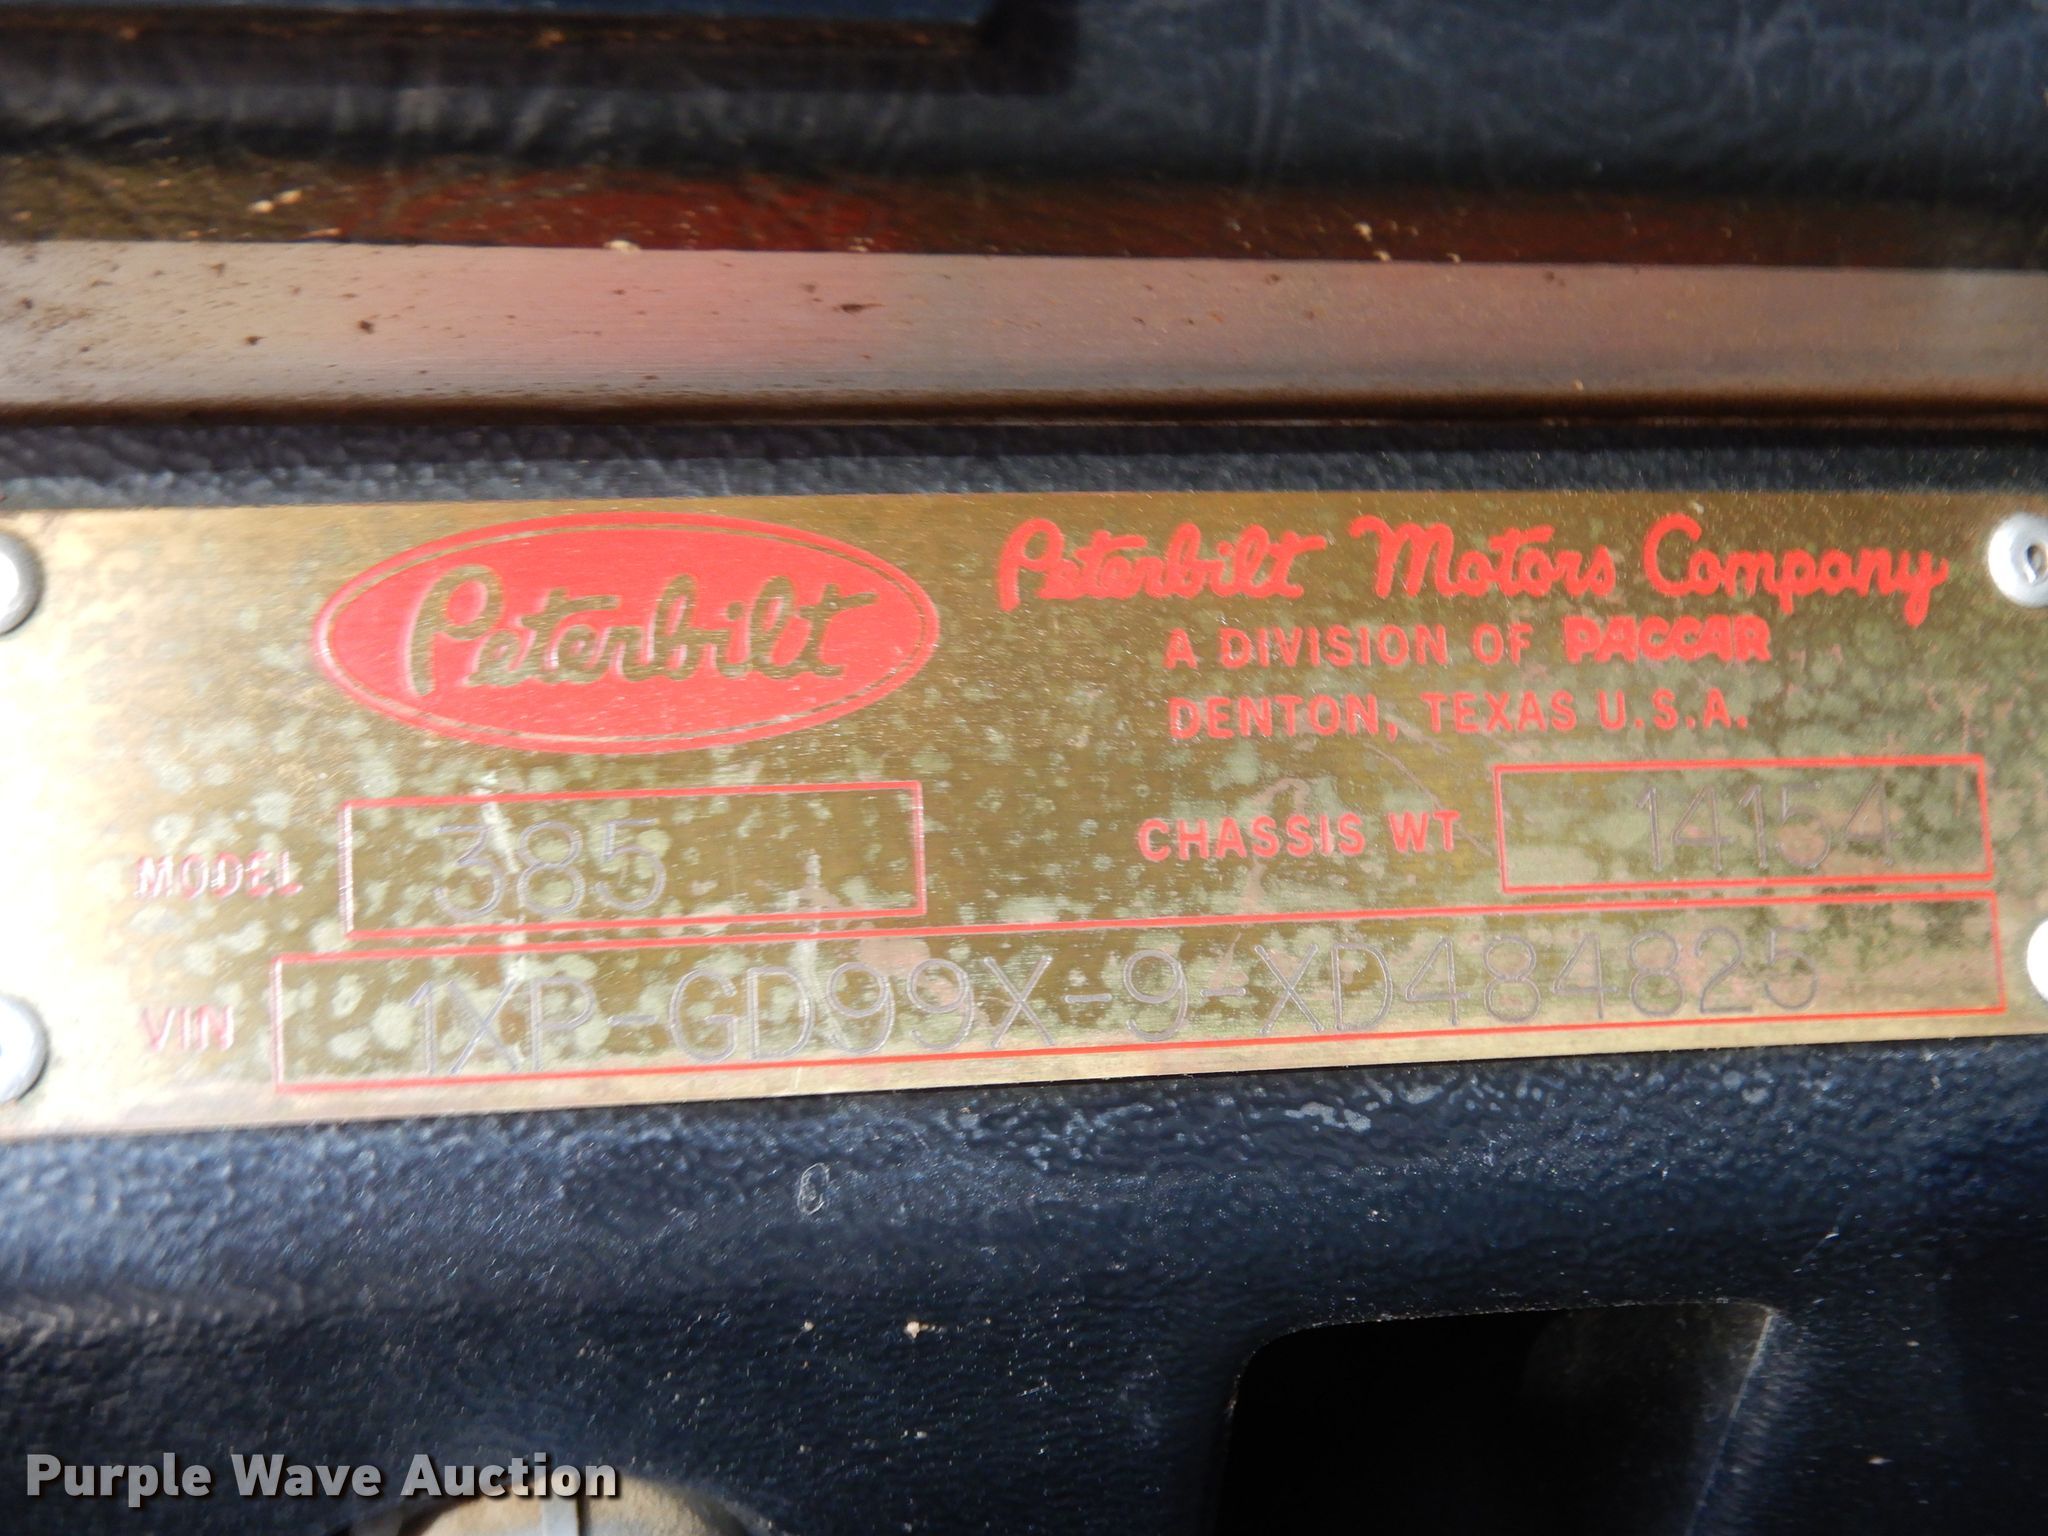 Peterbilt
Peterbilt Motors Company
A DIVISION OF PACCAR
DENTON, TEXAS U.S.A.
MODEL 385
CHASSIS WT 14154
VIN 1XP-GD99X-9-XD484825
Purple Wave Auction